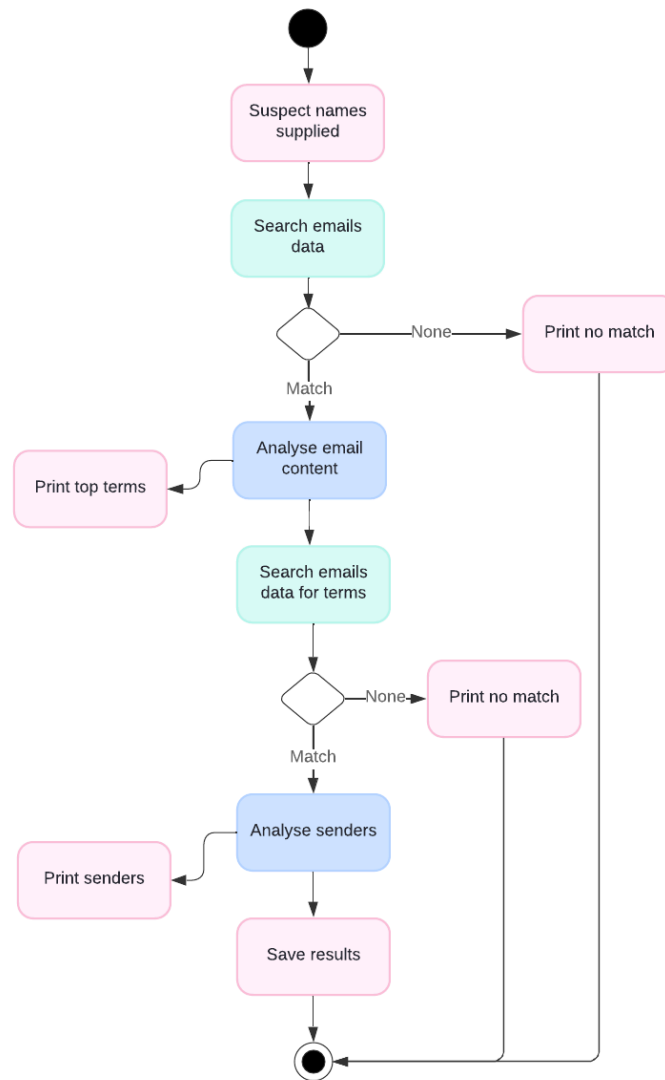 Suspect names
supplied
Search emails
data
None
Print no match
Match
Analyse email
content
Print top terms
Search emails
data for terms
None
Print no match
Match
Analyse senders
Print senders
Save results